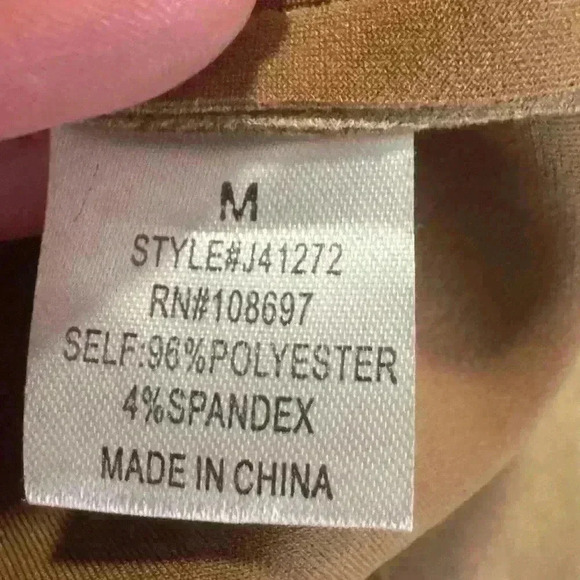 M
STYLE#J41272
RN#108697
SELF:96%POLYESTER
4%SPANDEX
MADE IN CHINA